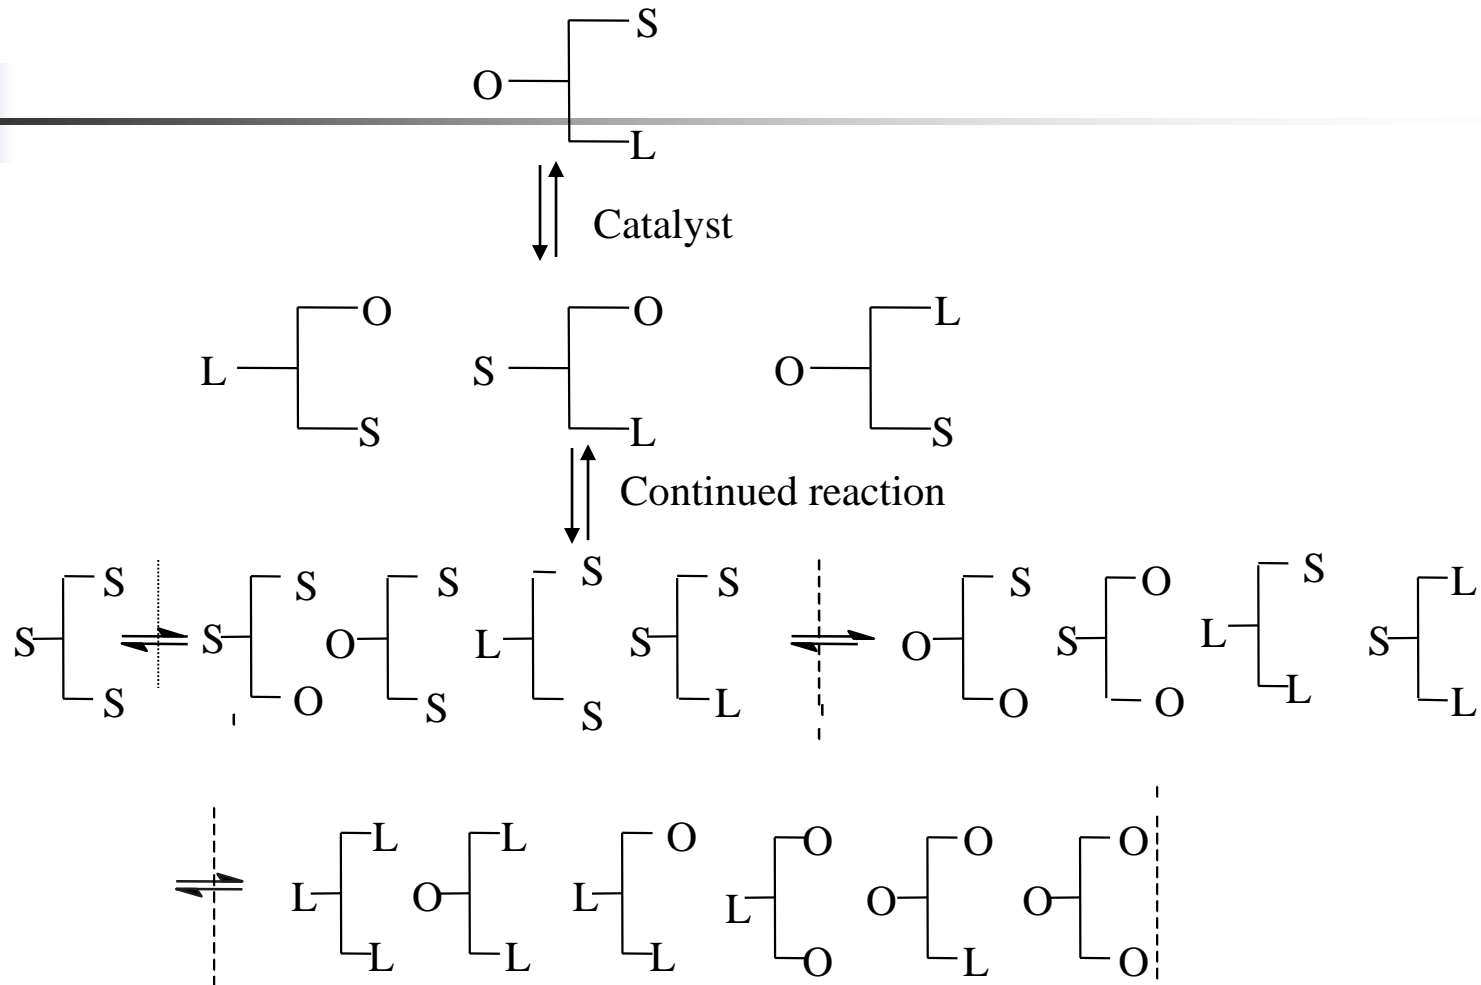 S
O
L
Catalyst
O O L
L S O
S L S
Continued reaction
S S S S S S O S L
S S O L S O S L S
S O S S L O O L L
L L O O O O
L O L L O O
L L L O L O